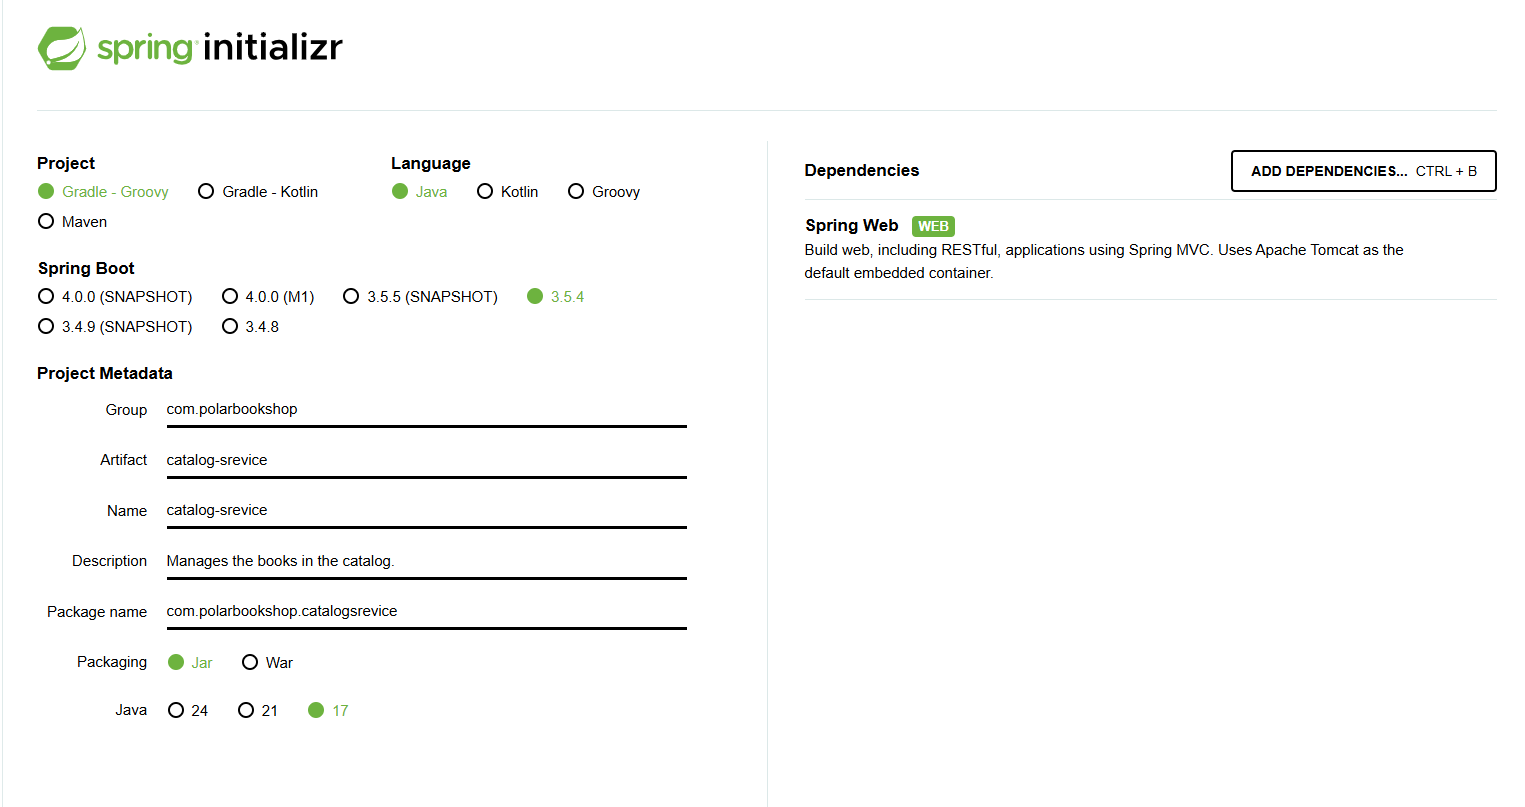 spring initializr
Project
Gradle - Groovy Gradle - Kotlin
Maven
Language
Java Kotlin Groovy
Spring Boot
4.0.0 (SNAPSHOT) 4.0.0 (M1) 3.5.5 (SNAPSHOT) 3.5.4
3.4.9 (SNAPSHOT) 3.4.8
Project Metadata
Group com.polarbookshop
Artifact catalog-srevice
Name catalog-srevice
Description Manages the books in the catalog.
Package name com.polarbookshop.catalogsrevice
Packaging Jar War
Java 24 21 17
Dependencies ADD DEPENDENCIES... CTRL + B
Spring Web WEB
Build web, including RESTful, applications using Spring MVC. Uses Apache Tomcat as the
default embedded container.